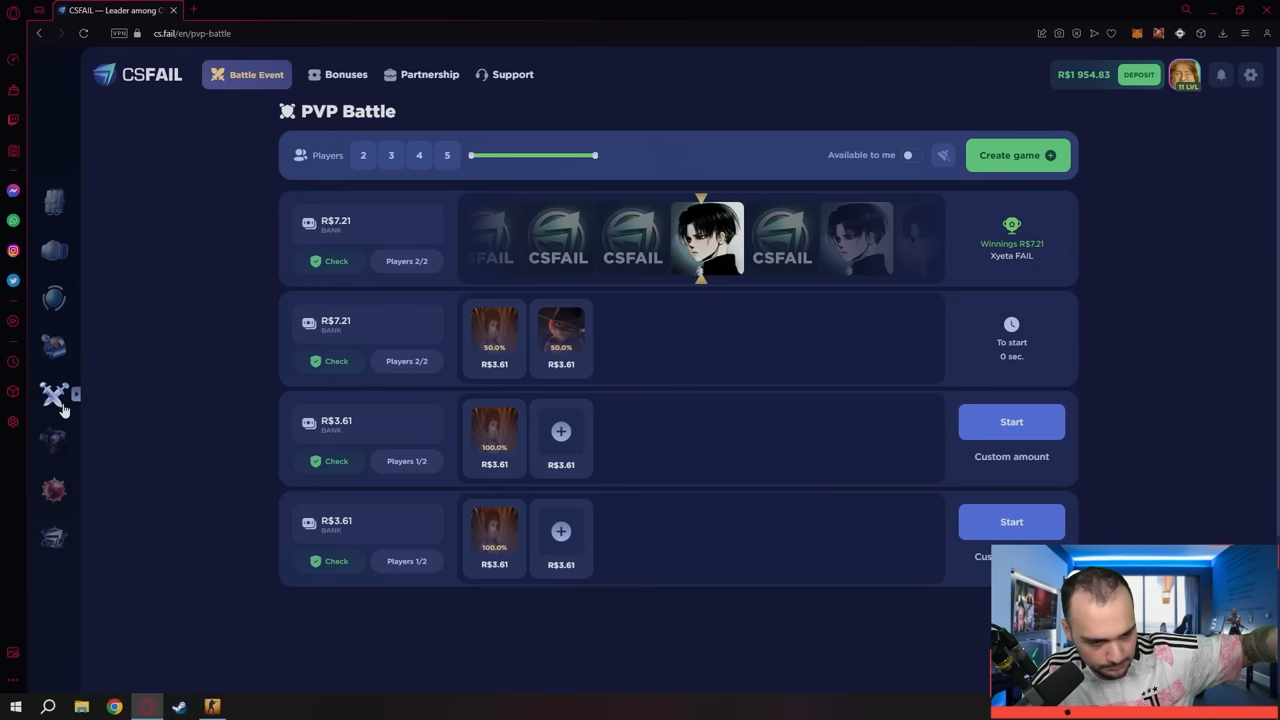 CSFAIL — Leader among C
VPN
cs.fail/en/pvp-battle
CSFAIL
Battle Event
Bonuses
Partnership
Support
R$1 954.83
DEPOSIT
11 LVL
PVP Battle
Players
2
3
4
5
Available to me
Create game
R$7.21
BANK
Check
Players 2/2
FAIL
CSFAIL
CSFAIL
CSFAIL
Winnings R$7.21
Xyeta FAIL
R$7.21
BANK
Check
Players 2/2
50.0%
R$3.61
50.0%
R$3.61
To start
0 sec.
R$3.61
BANK
Check
Players 1/2
100.0%
R$3.61
R$3.61
Start
Custom amount
R$3.61
BANK
Check
Players 1/2
100.0%
R$3.61
R$3.61
Start